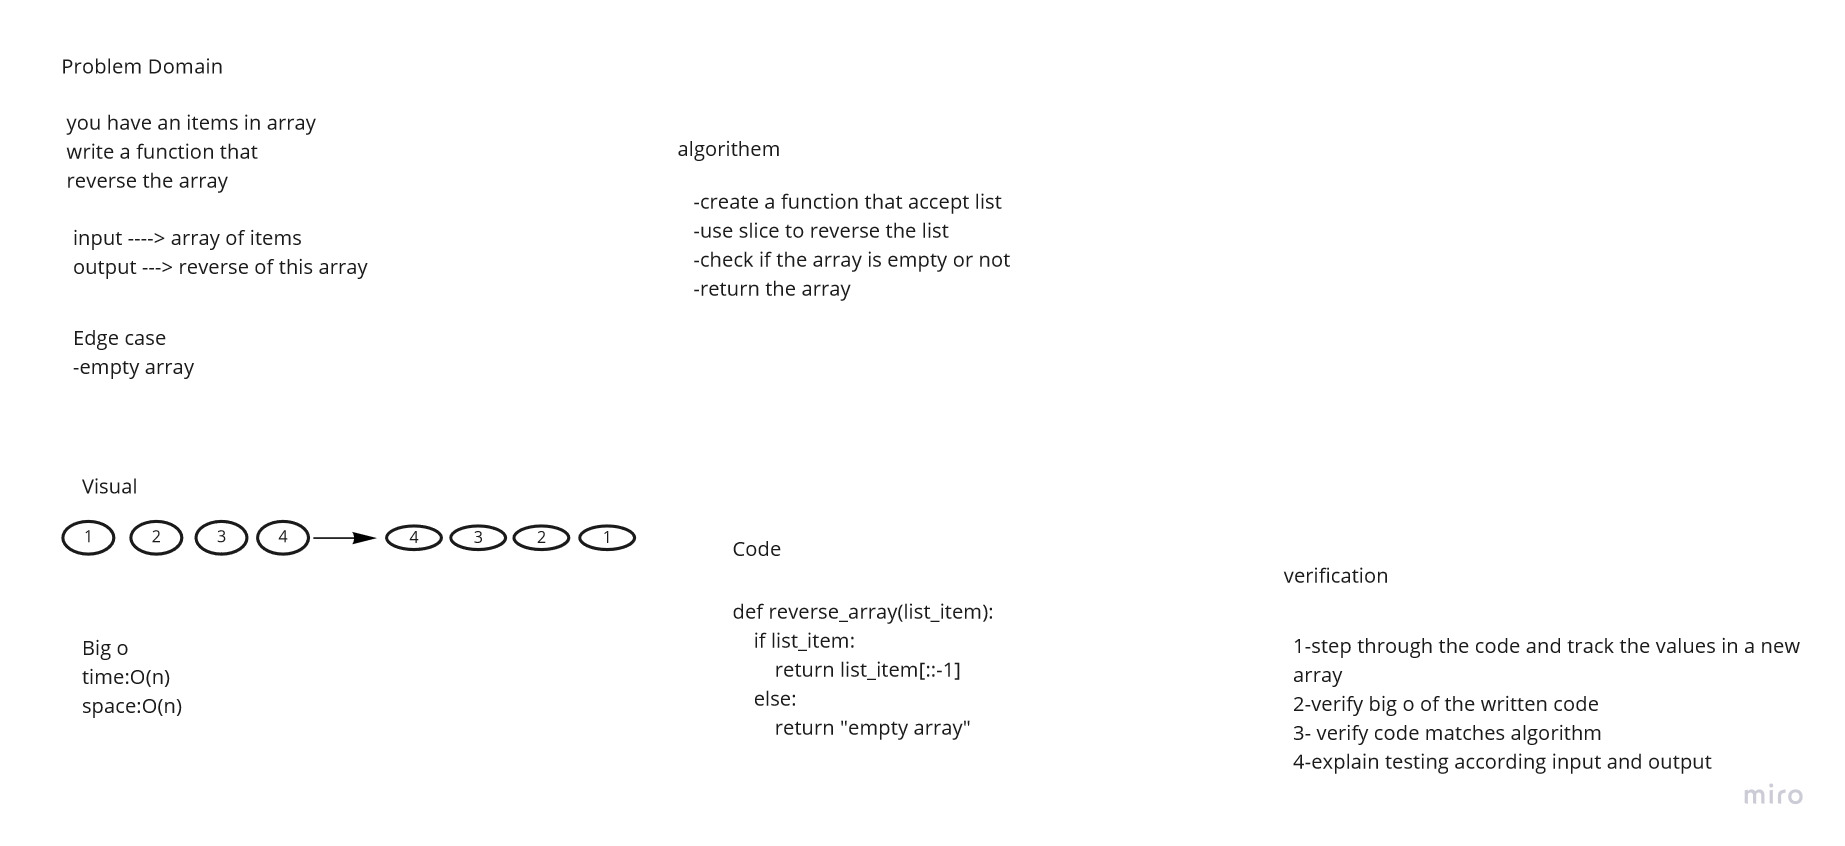 Problem Domain
you have an items in array
write a function that
reverse the array
input ----> array of items
output ---> reverse of this array
Edge case
-empty array
algorithem
-create a function that accept list
-use slice to reverse the list
-check if the array is empty or not
-return the array
Visual
1 2 3 4 4 3 2 1
Big o
time:O(n)
space:O(n)
Code
def reverse_array(list_item):
if list_item:
return list_item[::-1]
else:
return "empty array"
verification
1-step through the code and track the values in a new
array
2-verify big o of the written code
3- verify code matches algorithm
4-explain testing according input and output
miro